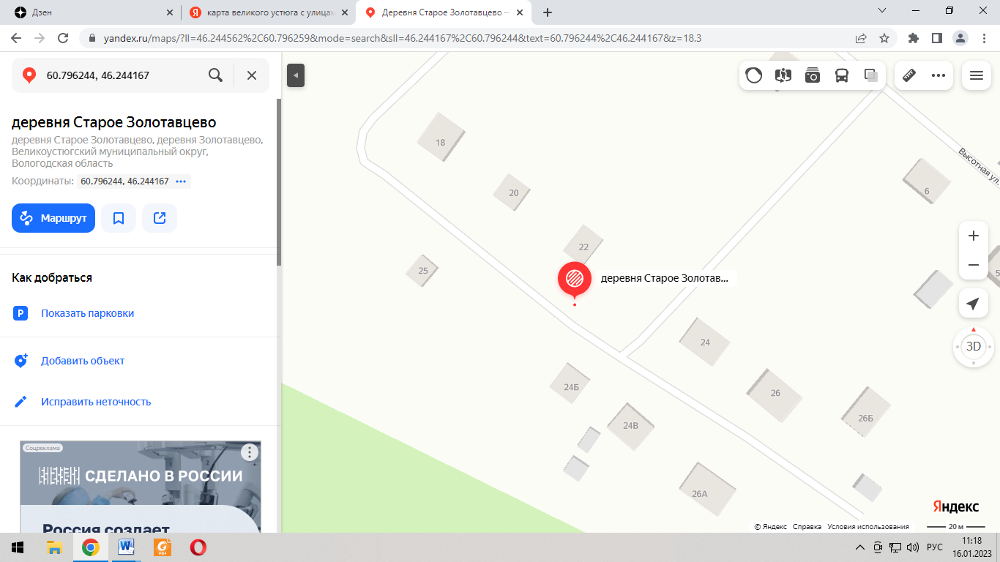 Дзен
карта великого устюга с улицам
Деревня Старое Золотавцево —
yandex.ru/maps/?ll=46.244562%2C60.796259&mode=search&sll=46.244167%2C60.796244&text=60.796244%2C46.244167&z=18.3
60.796244, 46.244167
деревня Старое Золотавцево
деревня Старое Золотавцево, деревня Золотавцево,
Великоустюгский муниципальный округ,
Вологодская область
Координаты: 60.796244, 46.244167
Маршрут
Как добраться
P Показать парковки
Добавить объект
Исправить неточность
Соцреклама
СДЕЛАНО В РОССИИ
Россия создает
18
20
22
25
деревня Старое Золотав...
24
24Б
24В
26
26Б
26А
Высотная ул.
6
5
3D
Яндекс
© Яндекс Справка Условия использования 20 м
РУС
11:18
16.01.2023